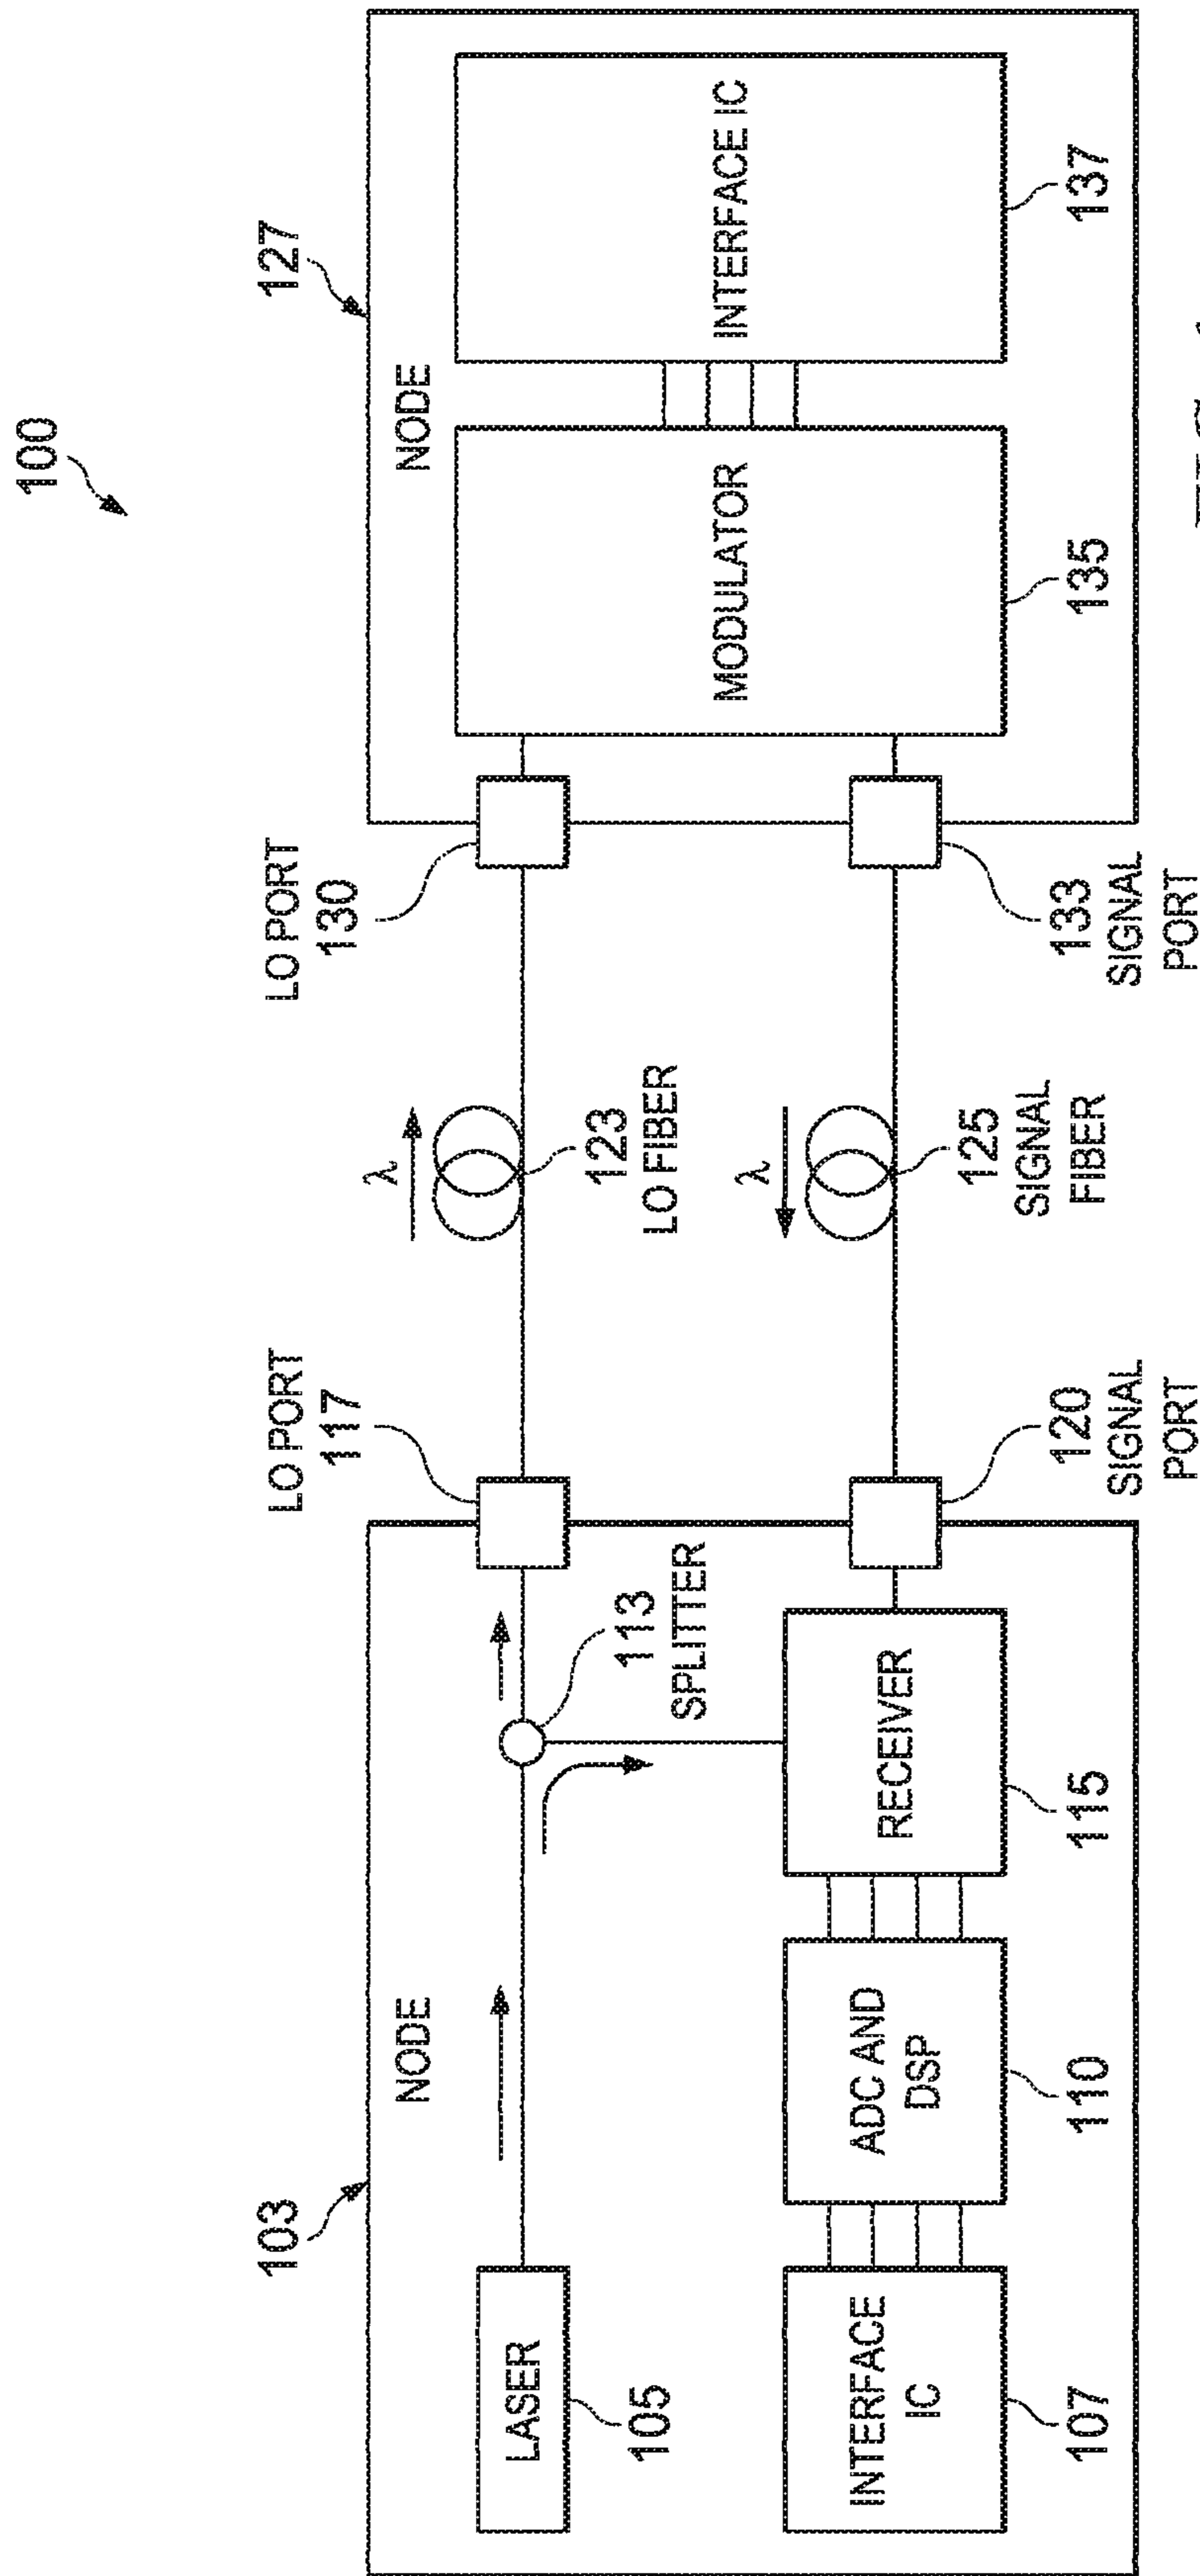 100
103
NODE
LASER
105
INTERFACE
IC
107
ADC AND
DSP
110
RECEIVER
115
113
SPLITTER
LO PORT
117
120
SIGNAL
PORT
λ
123
LO FIBER
λ
125
SIGNAL
FIBER
LO PORT
130
133
SIGNAL
PORT
127
NODE
MODULATOR
135
INTERFACE IC
137